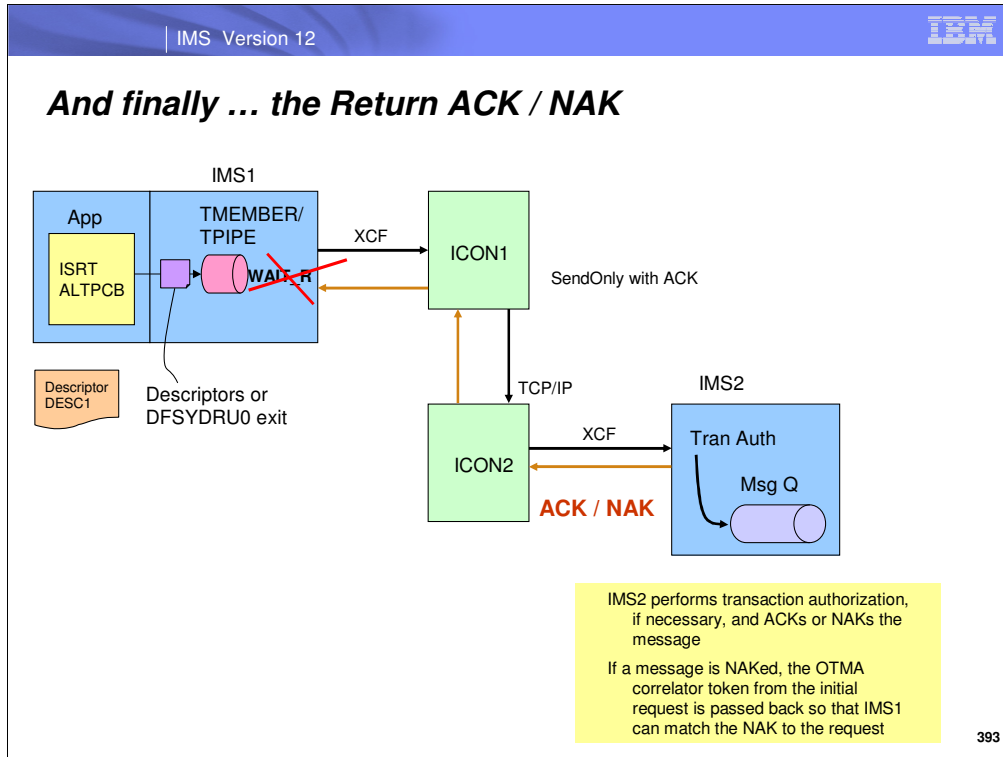 IMS Version 12
IBM
And finally … the Return ACK / NAK
IMS1
App
ISRT
ALTPCB
TMEMBER/
TPIPE
WAIT_R
XCF
ICON1
SendOnly with ACK
Descriptor
DESC1
Descriptors or
DFSYDRU0 exit
TCP/IP
IMS2
ICON2
XCF
Tran Auth
Msg Q
ACK / NAK
IMS2 performs transaction authorization,
if necessary, and ACKs or NAKs the
message
If a message is NAKed, the OTMA
correlator token from the initial
request is passed back so that IMS1
can match the NAK to the request
393